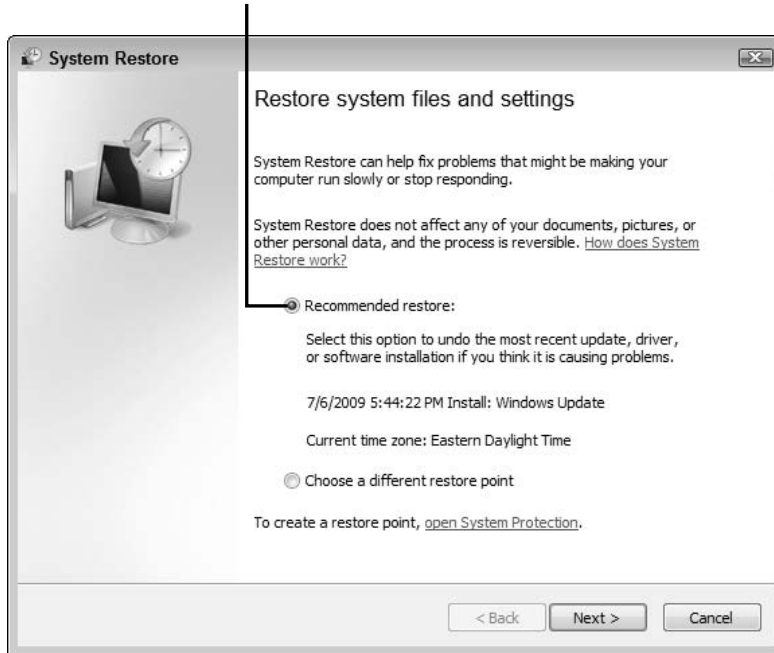 System Restore
Restore system files and settings
System Restore can help fix problems that might be making your
computer run slowly or stop responding.
System Restore does not affect any of your documents, pictures, or
other personal data, and the process is reversible. How does System
Restore work?
Recommended restore:
Select this option to undo the most recent update, driver,
or software installation if you think it is causing problems.
7/6/2009 5:44:22 PM Install: Windows Update
Current time zone: Eastern Daylight Time
Choose a different restore point
To create a restore point, open System Protection.
< Back Next > Cancel